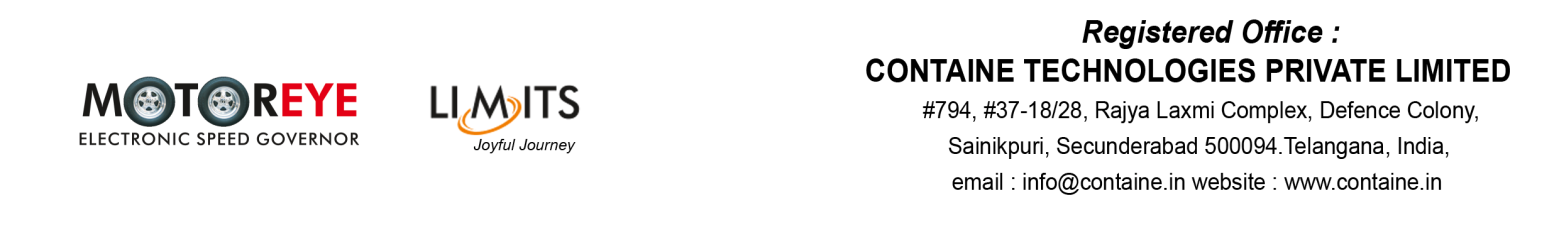 MOTOREYE
ELECTRONIC SPEED GOVERNOR
LIMITS
Joyful Journey
Registered Office :
CONTAINE TECHNOLOGIES PRIVATE LIMITED
#794, #37-18/28, Rajya Laxmi Complex, Defence Colony,
Sainikpuri, Secunderabad 500094.Telangana, India,
email : info@containe.in website : www.containe.in